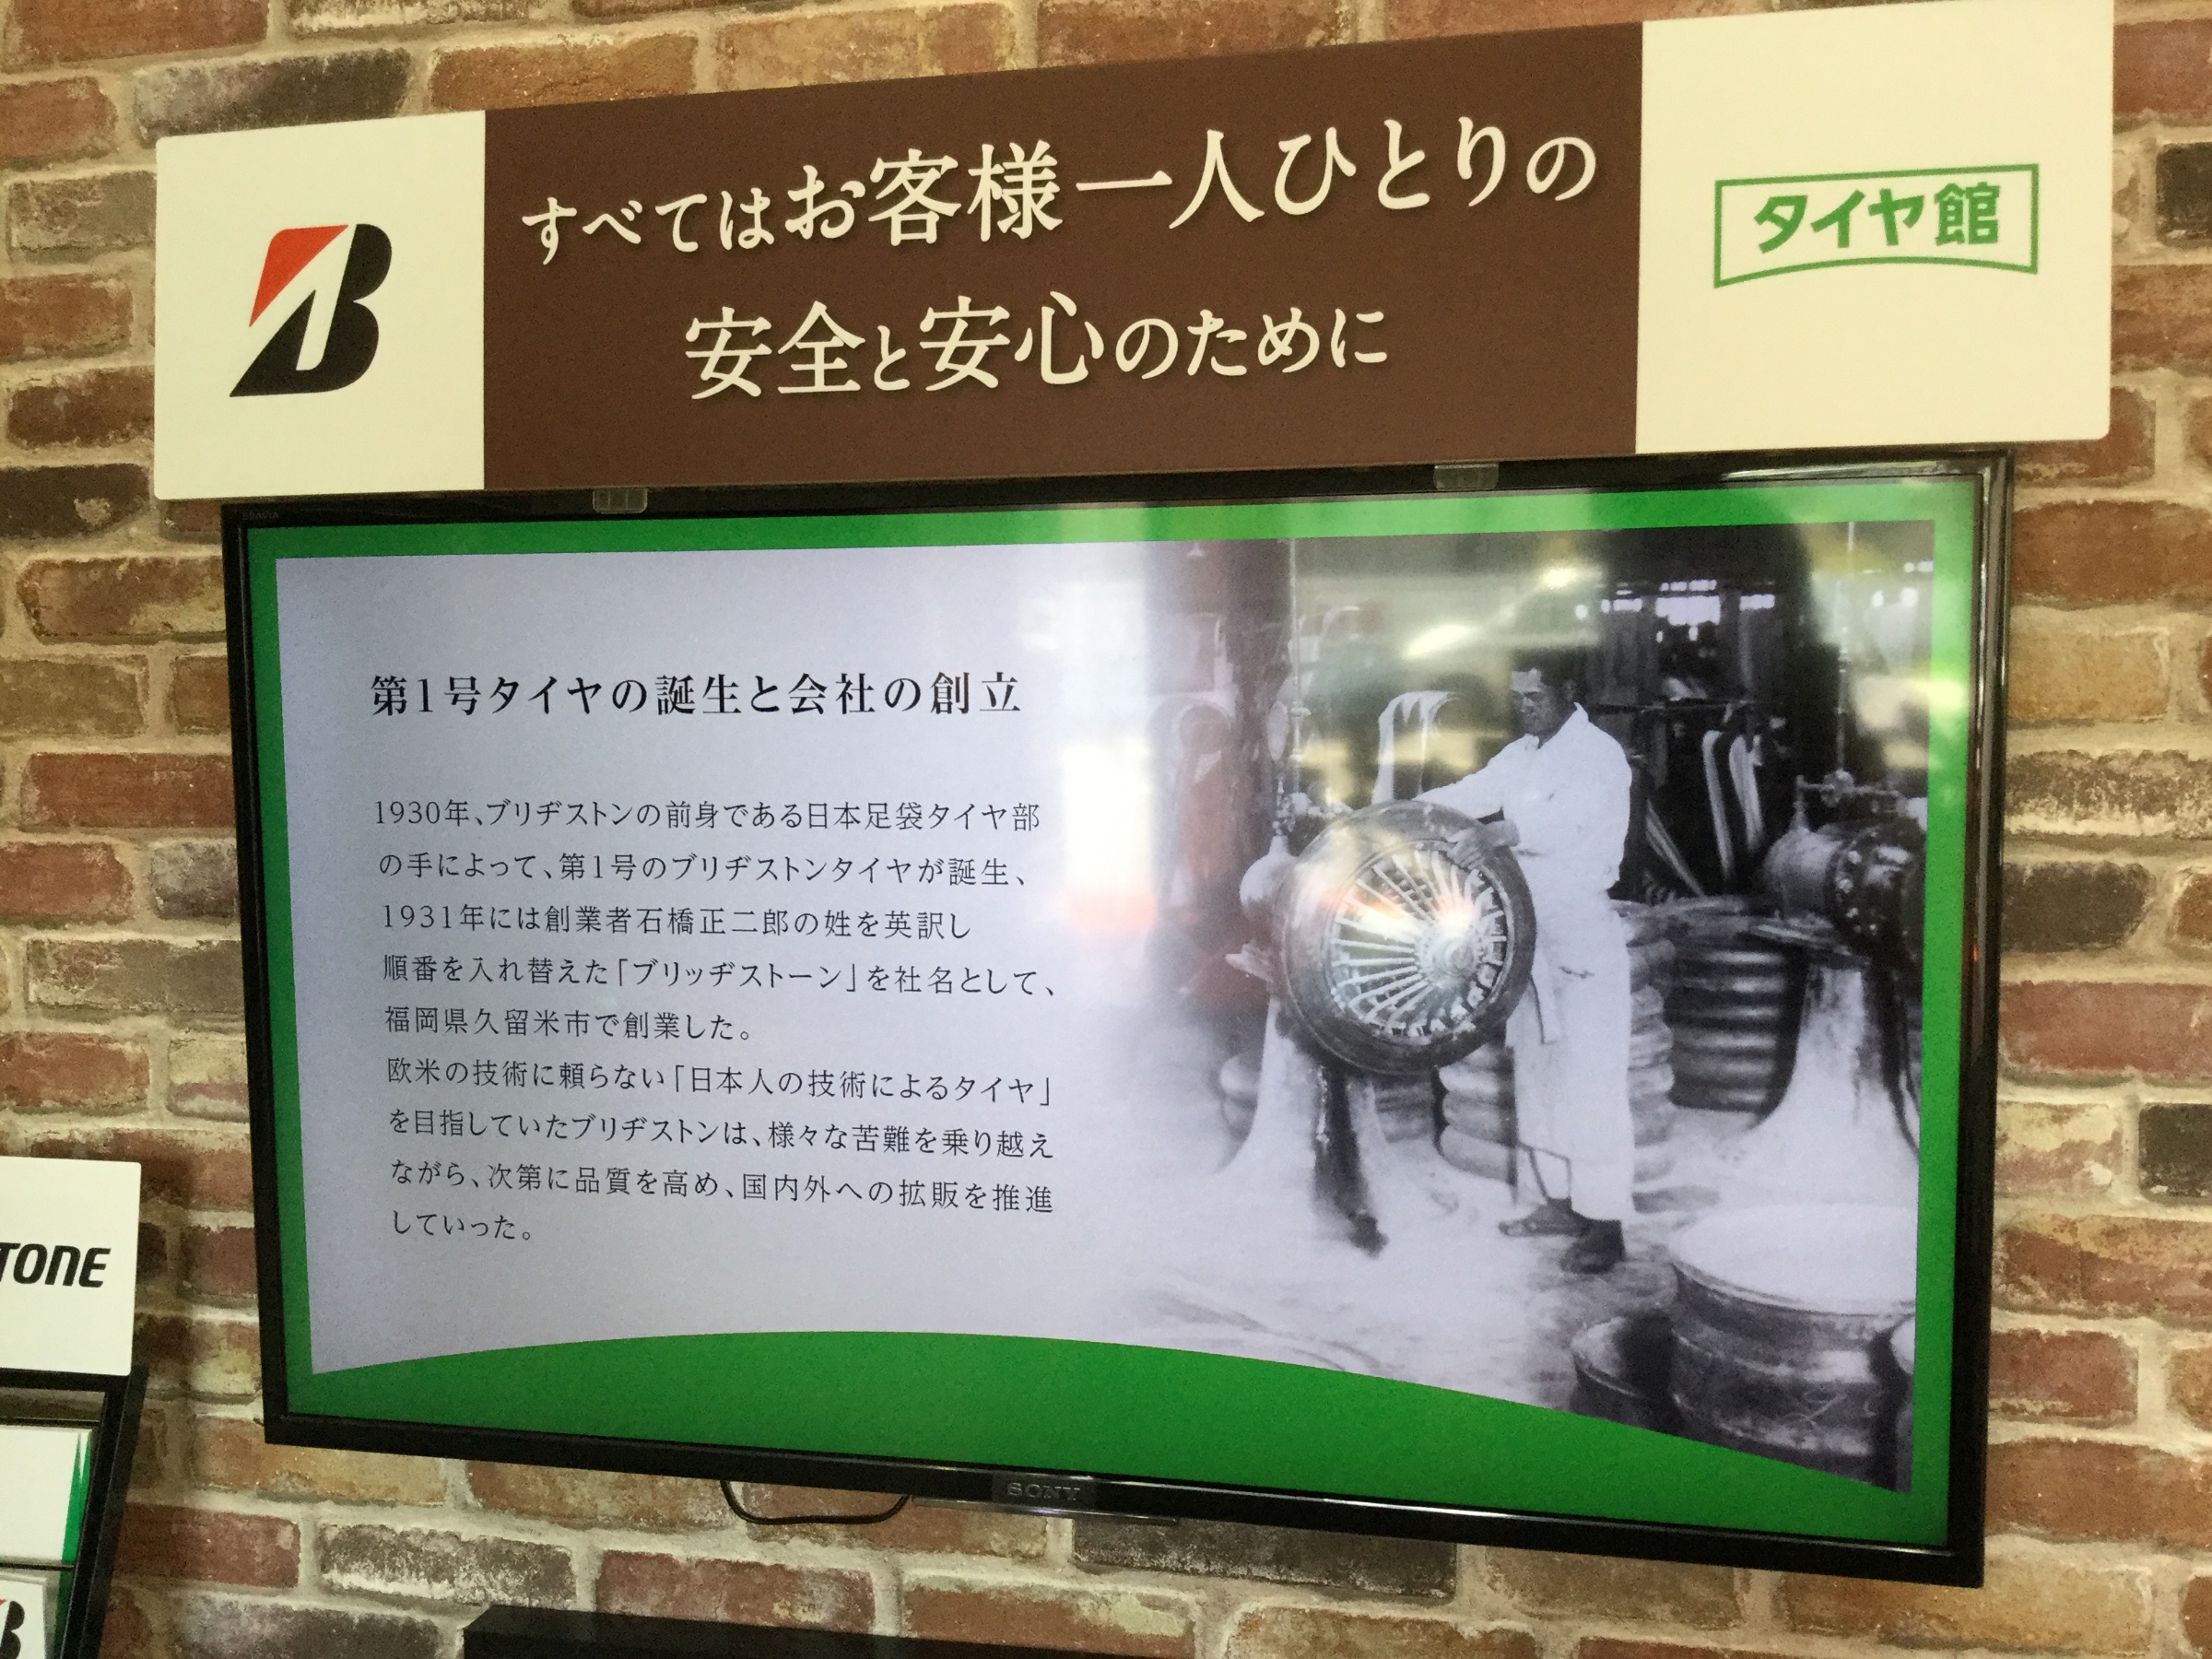 すべてはお客様一人ひとりの
安全と安心のために
タイヤ館
第1号タイヤの誕生と会社の創立
1930年、ブリヂストンの前身である日本足袋タイヤ部
の手によって、第1号のブリヂストンタイヤが誕生、
1931年には創業者石橋正二郎の姓を英訳し
順番を入れ替えた「ブリッヂストーン」を社名として、
福岡県久留米市で創業した。
欧米の技術に頼らない「日本人の技術によるタイヤ」
を目指していたブリヂストンは、様々な苦難を乗り越え
ながら、次第に品質を高め、国内外への拡販を推進
していった。
SONY
TONE